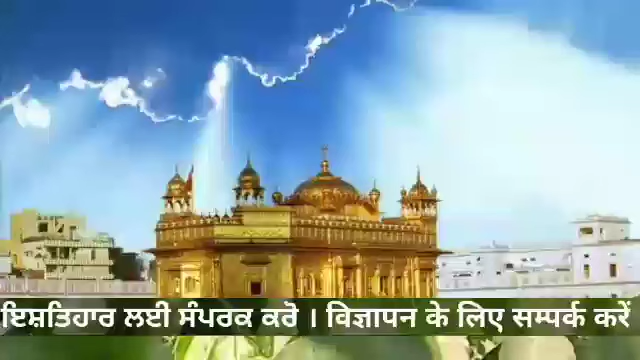 ਇਸ਼ਤਿਹਾਰ ਲਈ ਸੰਪਰਕ ਕਰੋ । विज्ञापन के लिए सम्पर्क करें